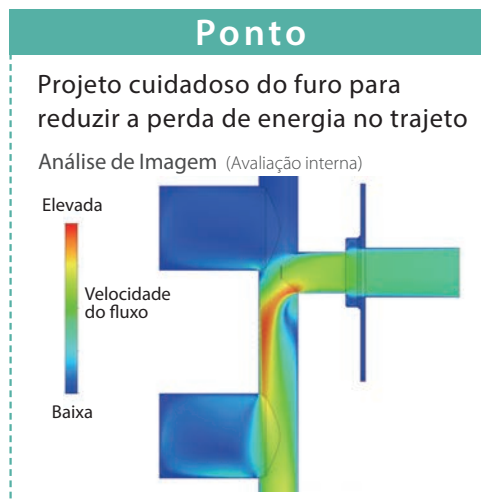 Ponto
Projeto cuidadoso do furo para
reduzir a perda de energia no trajeto
Análise de Imagem (Avaliação interna)
Elevada
Velocidade
do fluxo
Baixa